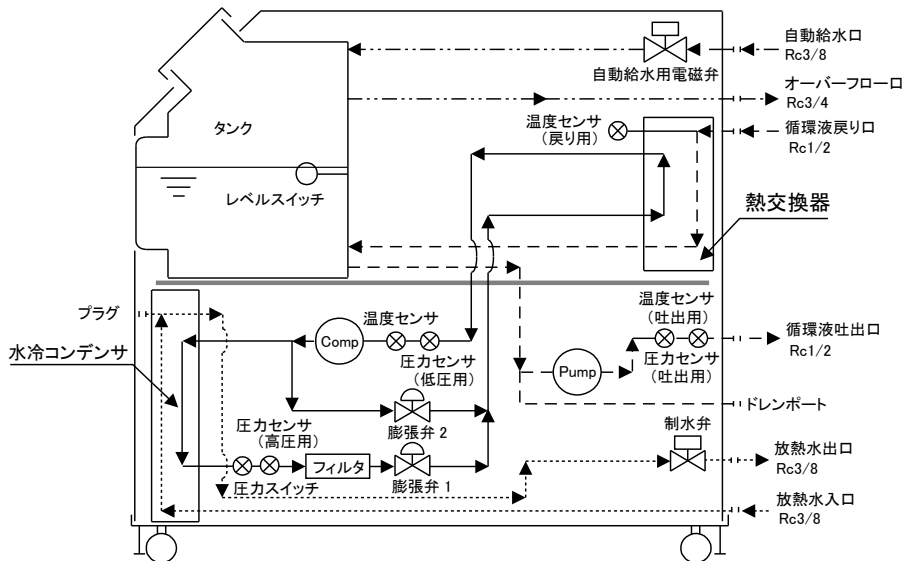 自動給水口
Rc3/8
自動給水用電磁弁
オーバーフロー口
Rc3/4
タンク
温度センサ
(戻り用)
循環液戻り口
Rc1/2
レベルスイッチ
熱交換器
プラグ
温度センサ
温度センサ
(吐出用)
水冷コンデンサ
Comp
循環液吐出口
Rc1/2
圧力センサ
(低圧用)
圧力センサ
(吐出用)
Pump
ドレンポート
膨張弁 2
制水弁
圧力センサ
(高圧用)
フィルタ
放熱水出口
Rc3/8
圧力スイッチ
膨張弁 1
放熱水入口
Rc3/8